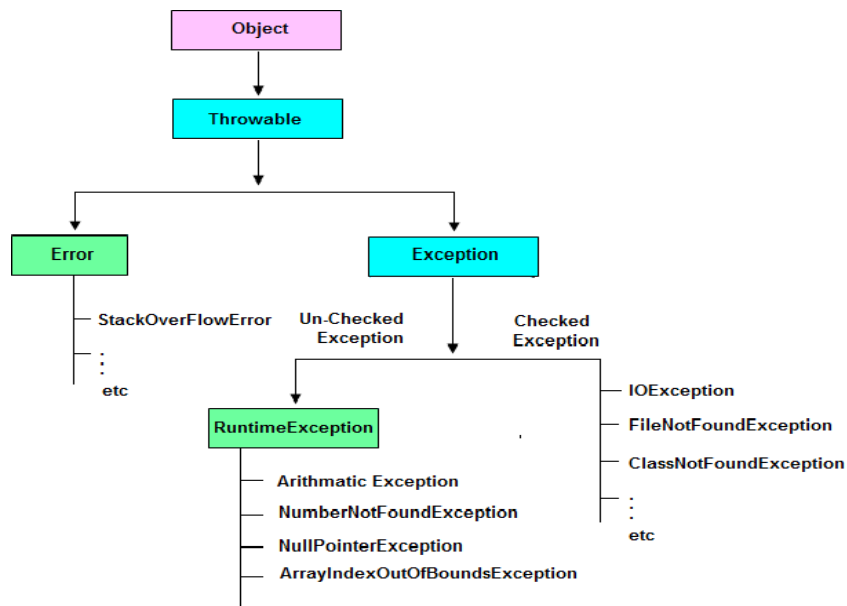 Object
Throwable
Error
Exception
StackOverFlowError
.
.
.
etc
Un-Checked
Exception
Checked
Exception
RuntimeException
Arithmatic Exception
NumberNotFoundException
NullPointerException
ArrayIndexOutOfBoundsException
IOException
FileNotFoundException
ClassNotFoundException
.
.
.
etc